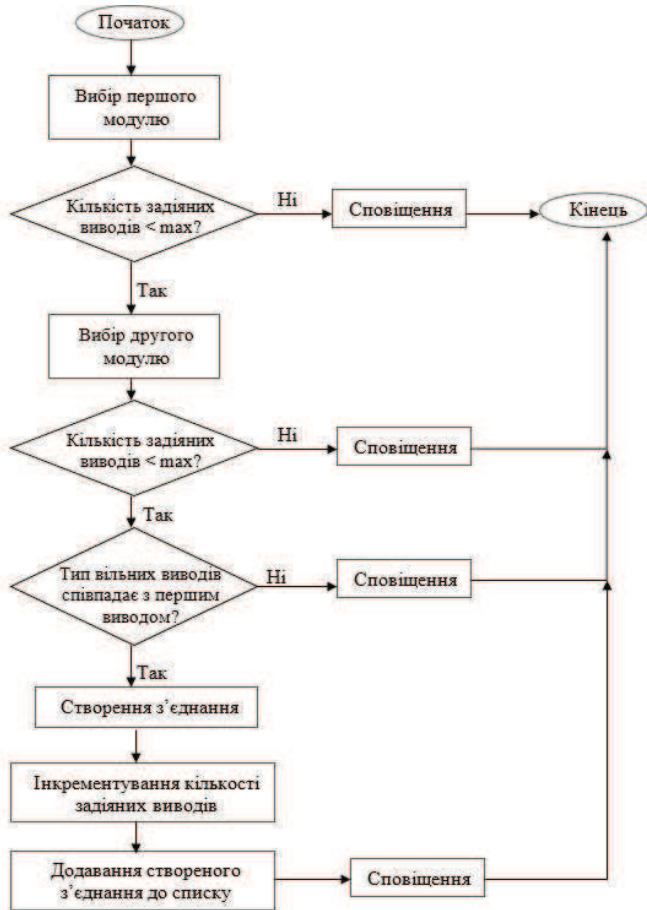 Початок
Вибір першого
модулю
Кількість задіяних
виводів < max?
Ні
Сповіщення
Кінець
Так
Вибір другого
модулю
Кількість задіяних
виводів < max?
Ні
Сповіщення
Так
Тип вільних виводів
співпадає з першим
виводом?
Ні
Сповіщення
Так
Створення з’єднання
Інкрементування кількості
задіяних виводів
Додавання створеного
з’єднання до списку
Сповіщення